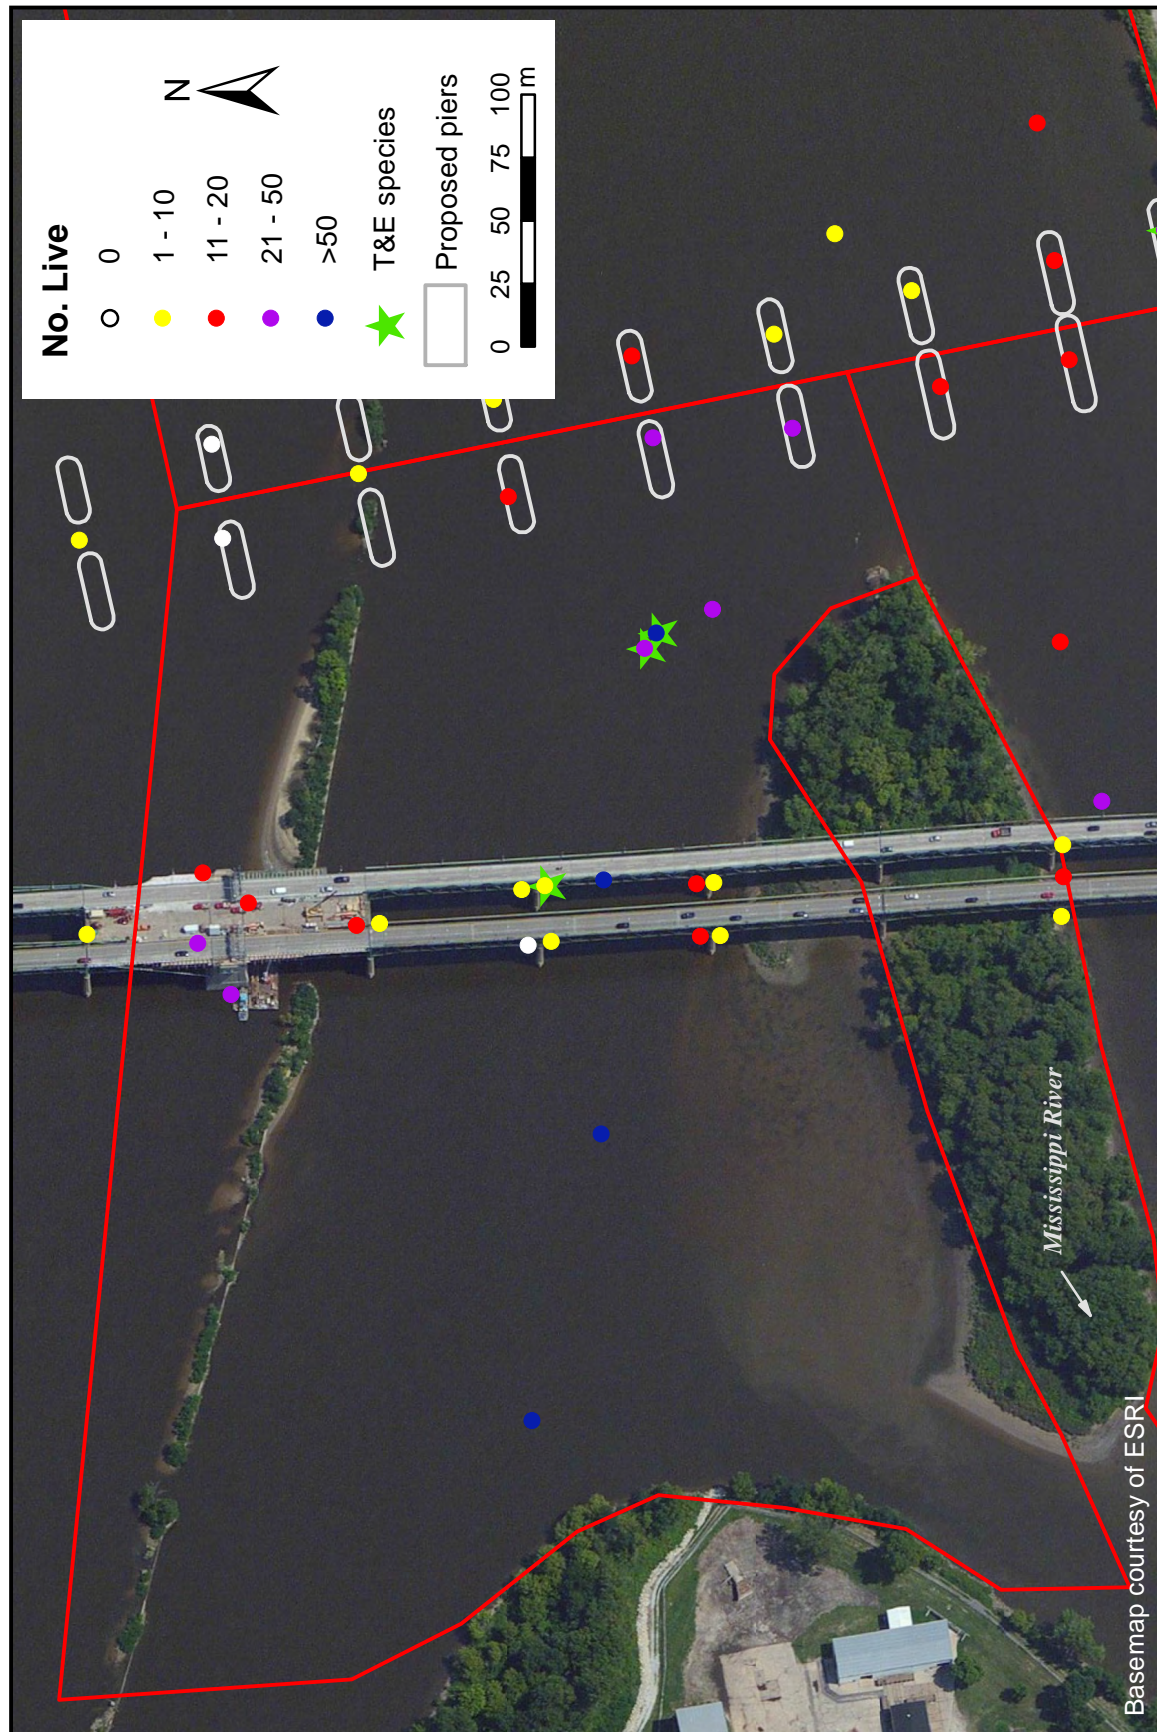 No. Live
0
1 - 10
11 - 20
21 - 50
>50
T&E species
Proposed piers
0 25 50 75 100
m
N
Mississippi River
Basemap courtesy of ESRI